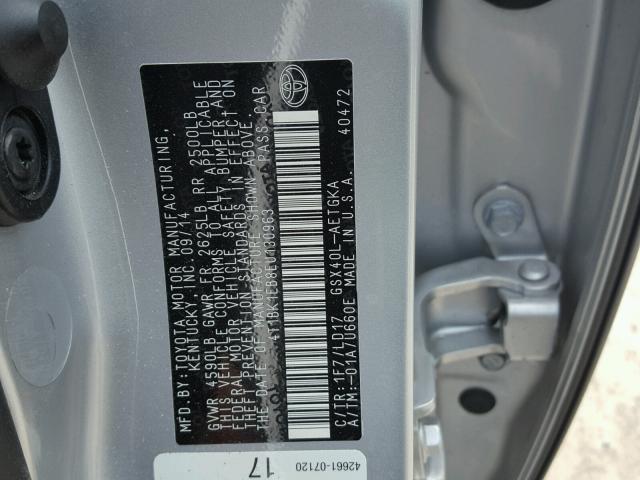 MFD.BY:TOYOTA MOTOR MANUFACTURING,
KENTUCKY, INC. 09/14
GVWR 4590LB GAWR FR 2625LB RR 2500LB
THIS VEHICLE CONFORMS TO ALL APPLICABLE
FEDERAL MOTOR VEHICLE SAFETY, BUMPER, AND
THEFT PREVENTION STANDARDS IN EFFECT ON
THE DATE OF MANUFACTURE SHOWN ABOVE.
4T1BK1EB6EU130963 PASS.CAR
C/TR:1F7/LD17 GSX40L-AETGKA
A/TM:-01A/U660E MADE IN U.S.A. 40472
42661-07120
17